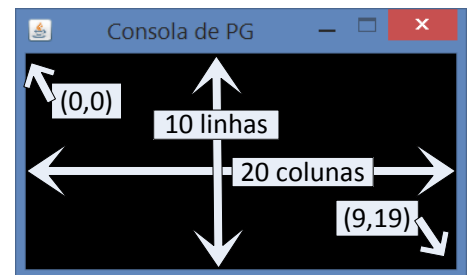 Consola de PG
(0,0)
10 linhas
20 colunas
(9,19)